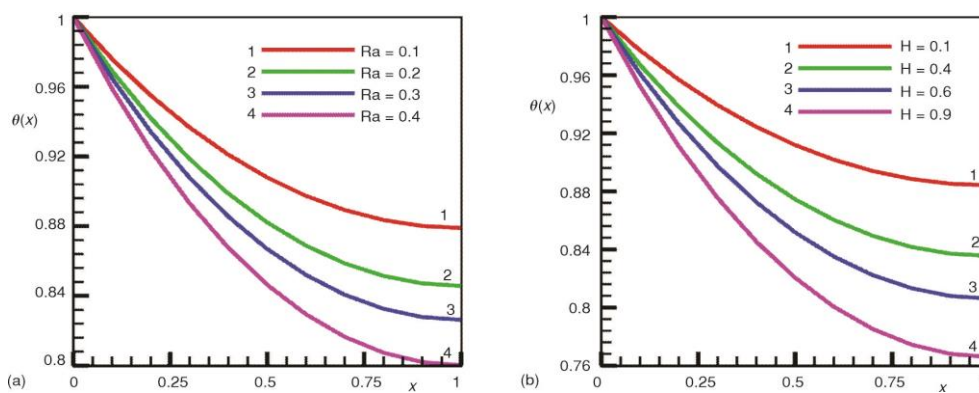 1
0.96
θ(x)
0.92
0.88
0.84
0.8
(a)
0
0.25
0.5
0.75
x
1
1 Ra = 0.1
2 Ra = 0.2
3 Ra = 0.3
4 Ra = 0.4
1
2
3
4
1
0.96
θ(x)
0.92
0.88
0.84
0.8
0.76
(b)
0
0.25
0.5
0.75
x
1 H = 0.1
2 H = 0.4
3 H = 0.6
4 H = 0.9
1
2
3
4